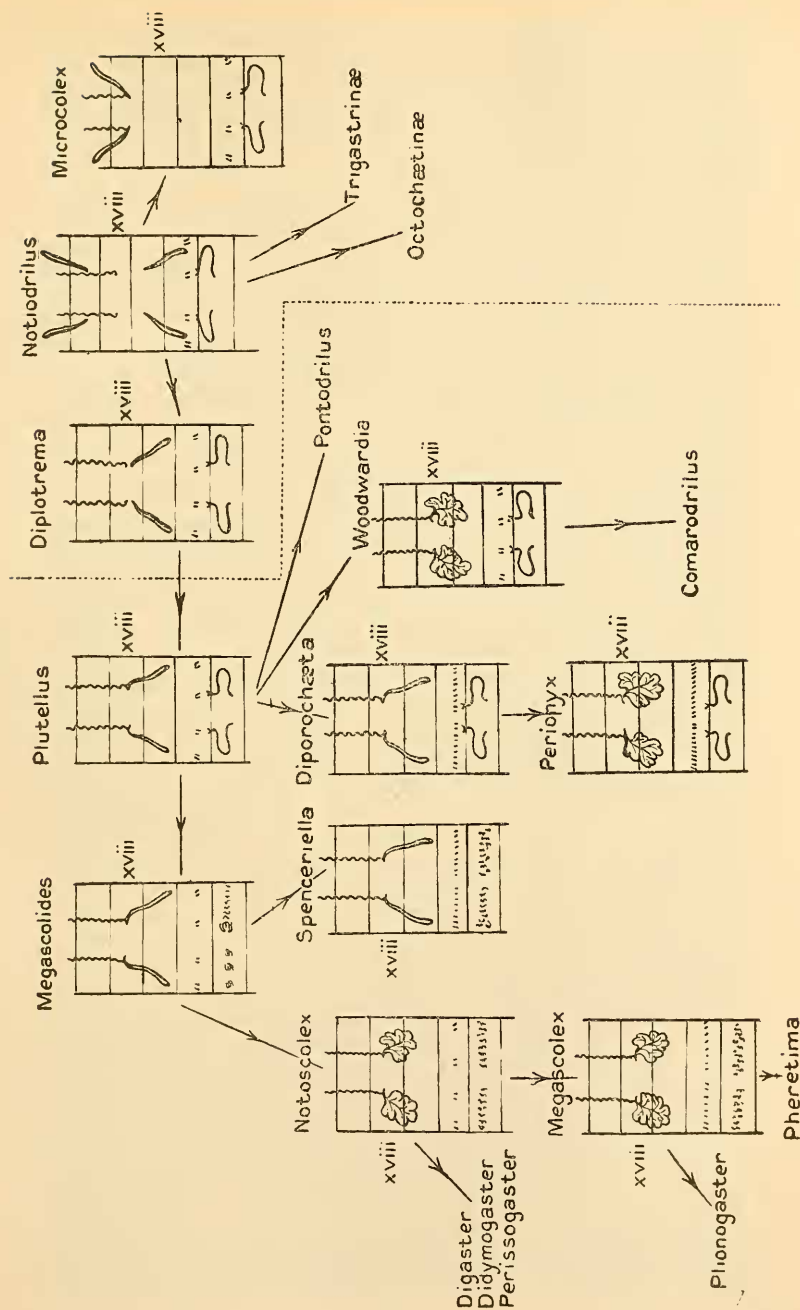 Megascolides
Plutellus
Diplotrema
Notiodrilus
Microcolex
xviii
xviii
xviii
xviii
xviii
Notoscolex
Spenceriella
Diporochæta
Woodwardia
Pontodrilus
Trigastrinæ
Octochætinæ
xviii
xviii
xviii
xviii
Digaster
Didymogaster
Perissogaster
Megascolex
Perionyx
xviii
xviii
Comarodrilus
Plionogaster
Pheretima